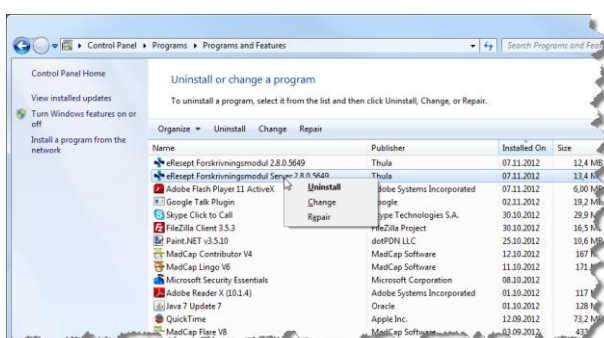 Control Panel ▸ Programs ▸ Programs and Features
Search Programs and Feat
Control Panel Home
View installed updates
Turn Windows features on or
off
Install a program from the
network
Uninstall or change a program
To uninstall a program, select it from the list and then click Uninstall, Change, or Repair.
Organize Uninstall Change Repair
Name Publisher Installed On Size
eResept Forskrivningsmodul 2.8.0.5649 Thula 07.11.2012 12,4 MB
eResept Forskrivningsmodul Server 2.8.0.5649 Thula 07.11.2012 13,4 M
Adobe Flash Player 11 ActiveX dobe Systems Incorporated 07.11.2012 6,00 MB
Google Talk Plugin oogle 02.11.2012 19,2 MB
Skype Click to Call kype Technologies S.A. 30.10.2012 29,9 M
FileZilla Client 3.5.3 FileZilla Project 30.10.2012 16,5 M
Paint.NET v3.5.10 dotPDN LLC 25.10.2012 10,6 M
MadCap Contributor V4 MadCap Software 12.10.2012 167 M
MadCap Lingo V6 MadCap Software 11.10.2012 171
Microsoft Security Essentials Microsoft Corporation 08.10.2012
Adobe Reader X (10.1.4) Adobe Systems Incorporated 01.10.2012 117 M
Java 7 Update 7 Oracle 01.10.2012 128 M
QuickTime Apple Inc. 12.09.2012 73,2 MB
MadCap Flare V8 MadCap Software 03.09.2012 433
Uninstall
Change
Repair